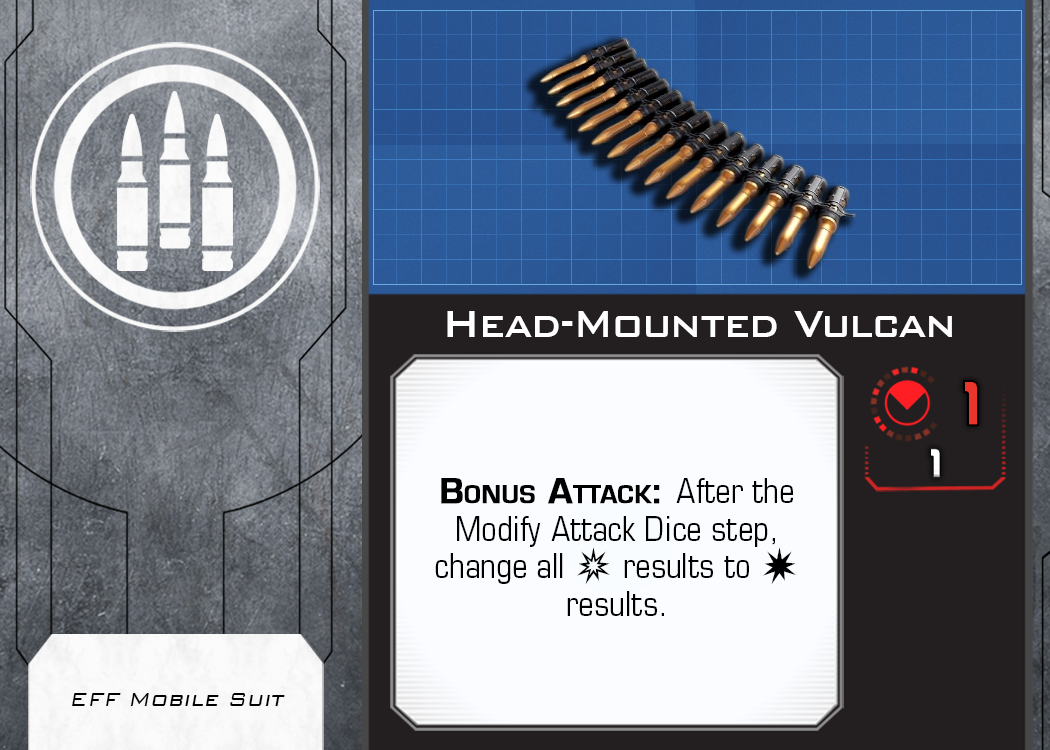 Head-Mounted Vulcan
1
1
Bonus Attack: After the
Modify Attack Dice step,
change all results to
results.
EFF Mobile Suit